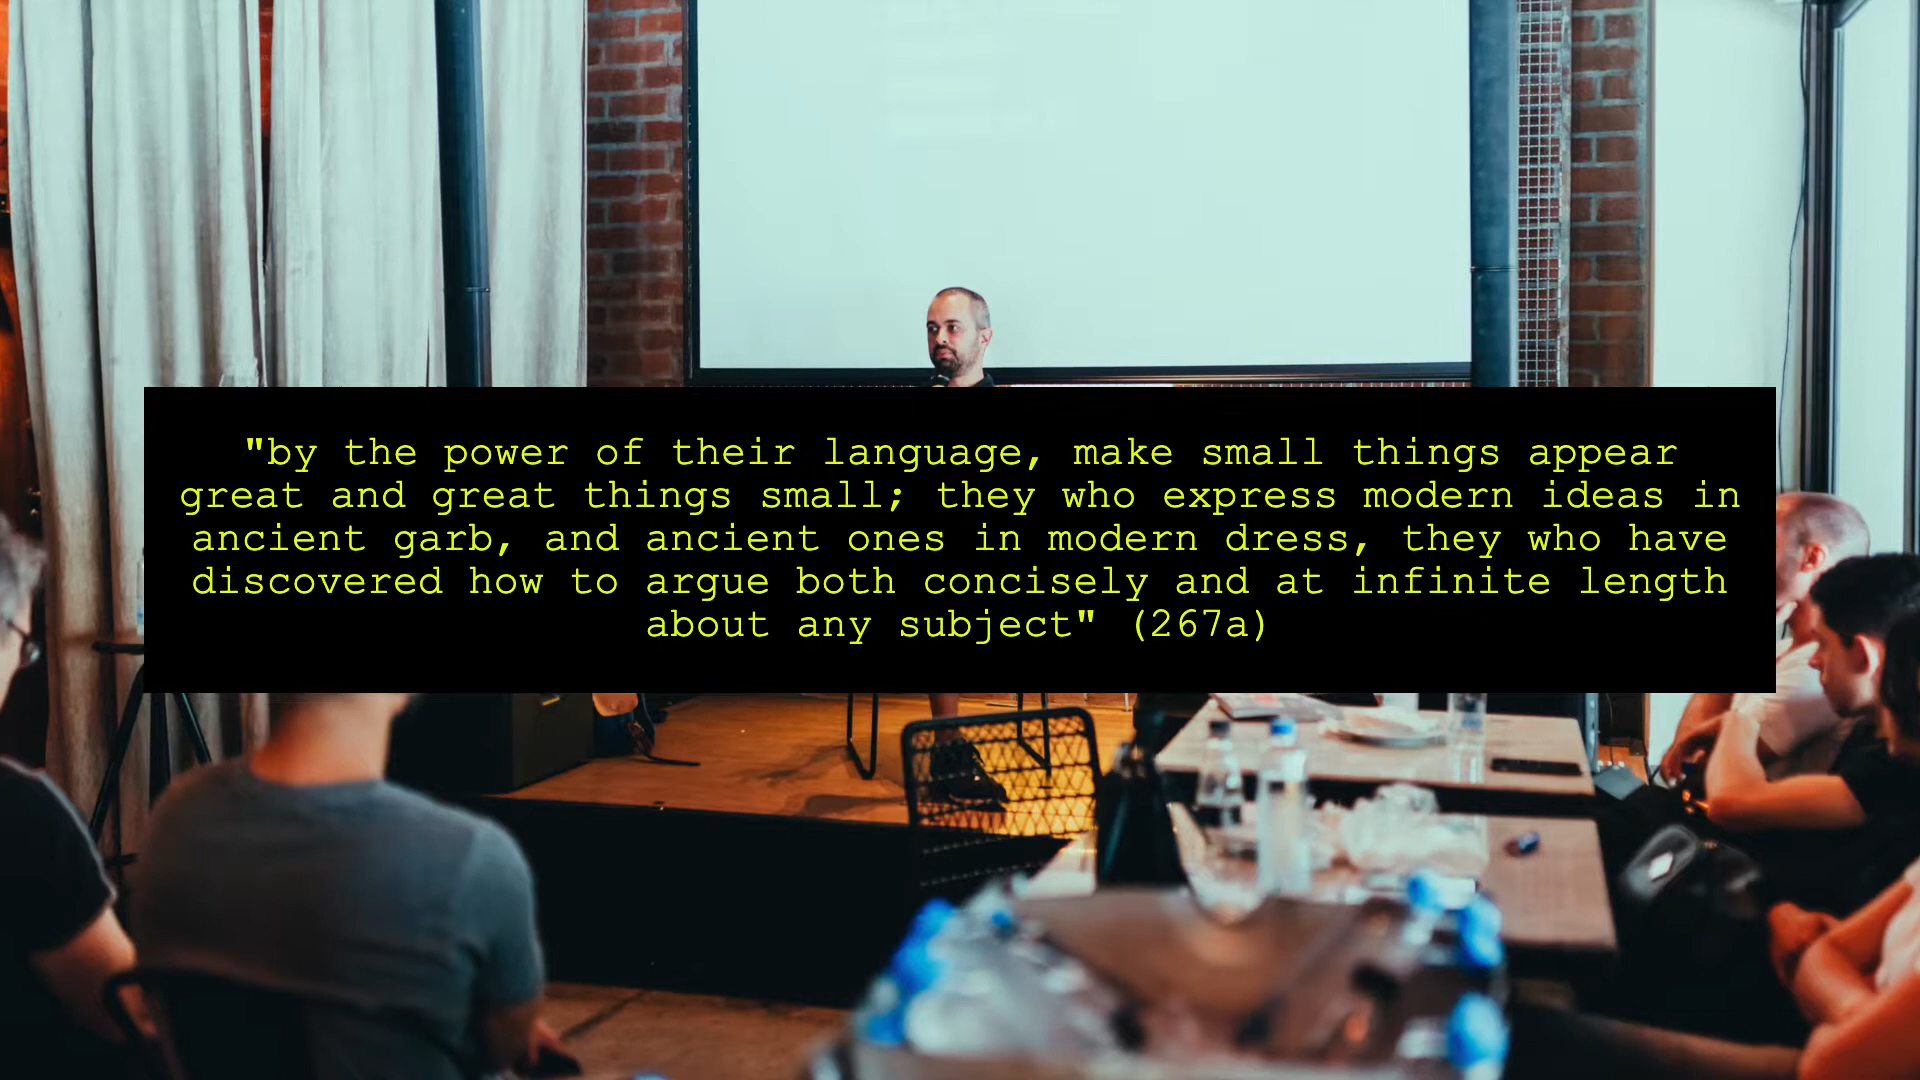 "by the power of their language, make small things appear
great and great things small; they who express modern ideas in
ancient garb, and ancient ones in modern dress, they who have
discovered how to argue both concisely and at infinite length
about any subject" (267a)